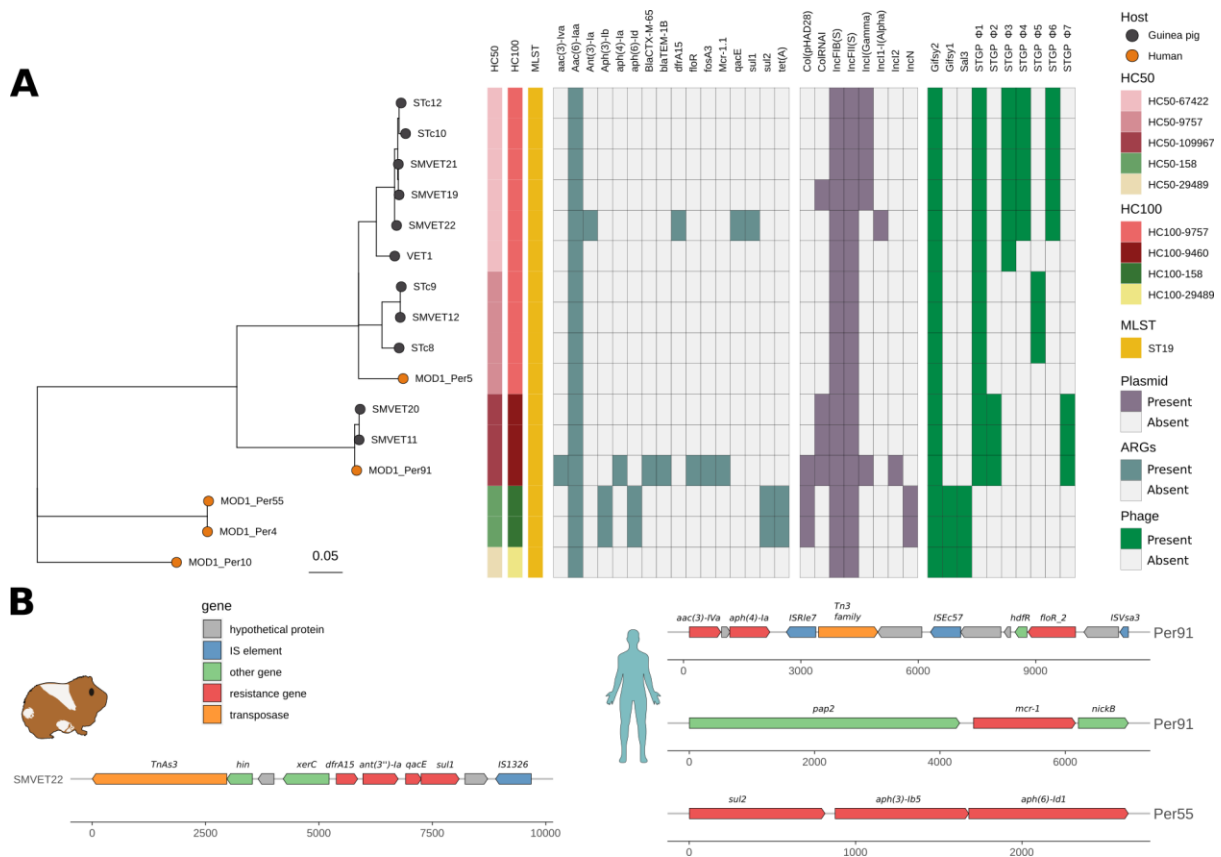 A
HC50
HC100
MLST
aac(3)-Iva
Aac(6)-Iaa
Ant(3)-Ia
Aph(3)-Ib
aph(4)-Ia
aph(6)-Id
BlaCTX-M-65
blaTEM-1B
dfrA15
floR
fosA3
Mcr-1.1
qacE
sul1
sul2
tet(A)
Col(pHAD28)
ColRNAI
IncFIB(S)
IncFII(S)
IncI(Gamma)
IncI1-I(Alpha)
IncI2
IncN
Gifsy2
Gifsy1
Sal3
STGP Φ1
STGP Φ2
STGP Φ3
STGP Φ4
STGP Φ5
STGP Φ6
STGP Φ7
STc12
STc10
SMVET21
SMVET19
SMVET22
VET1
STc9
SMVET12
STc8
MOD1_Per5
SMVET20
SMVET11
MOD1_Per91
MOD1_Per55
MOD1_Per4
MOD1_Per10
0.05
Host
Guinea pig
Human
HC50
HC50-67422
HC50-9757
HC50-109967
HC50-158
HC50-29489
HC100
HC100-9757
HC100-9460
HC100-158
HC100-29489
MLST
ST19
Plasmid
Present
Absent
ARGs
Present
Absent
Phage
Present
Absent
B
gene
hypothetical protein
IS element
other gene
resistance gene
transposase
TnAs3 hin xerC dfrA15 ant(3'')-Ia qacE sul1 IS1326
SMVET22
0 2500 5000 7500 10000
aac(3)-IVa aph(4)-Ia ISRle7 Tn3 family ISEc57 hdfR floR_2 ISVsa3
Per91
0 3000 6000 9000
pap2 mcr-1 nickB
Per91
0 2000 4000 6000
sul2 aph(3)-Ib5 aph(6)-Id1
Per55
0 1000 2000